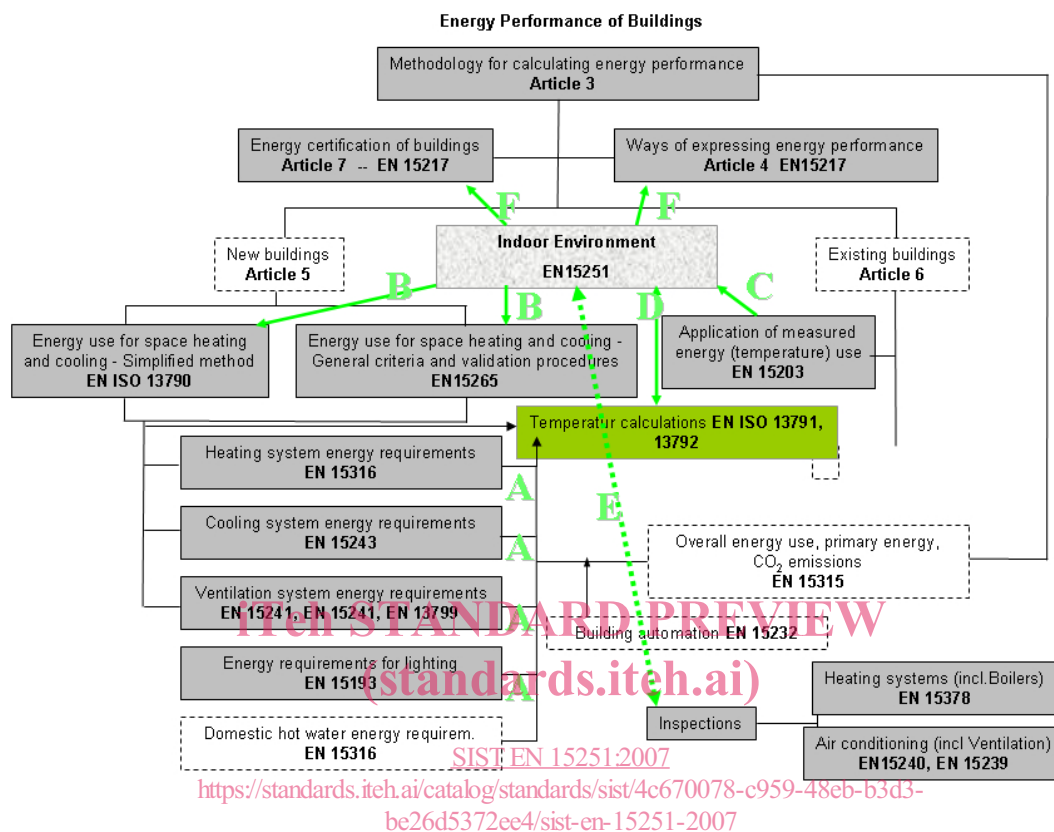 Energy Performance of Buildings
Methodology for calculating energy performance
Article 3
Energy certification of buildings
Article 7 -- EN 15217
Ways of expressing energy performance
Article 4 EN15217
F
F
New buildings
Article 5
Indoor Environment
EN15251
Existing buildings
Article 6
B
B
D
C
Energy use for space heating
and cooling - Simplified method
EN ISO 13790
Energy use for space heating and cooling -
General criteria and validation procedures
EN15265
Application of measured
energy (temperature) use
EN 15203
Temperatur calculations EN ISO 13791,
13792
Heating system energy requirements
EN 15316
A
E
Cooling system energy requirements
EN 15243
A
Overall energy use, primary energy,
CO2 emissions
EN 15315
Ventilation system energy requirements
EN 15241, EN 15241, EN 13799
A
iTeh STANDARD PREVIEW
Building automation EN 15232
Energy requirements for lighting
EN 15193
A
(standards.iteh.ai)
Heating systems (incl.Boilers)
EN 15378
Inspections
Domestic hot water energy requirem.
EN 15316
Air conditioning (incl Ventilation)
EN15240, EN 15239
SIST EN 15251:2007
https://standards.iteh.ai/catalog/standards/sist/4c670078-c959-48eb-b3d3-
be26d5372ee4/sist-en-15251-2007